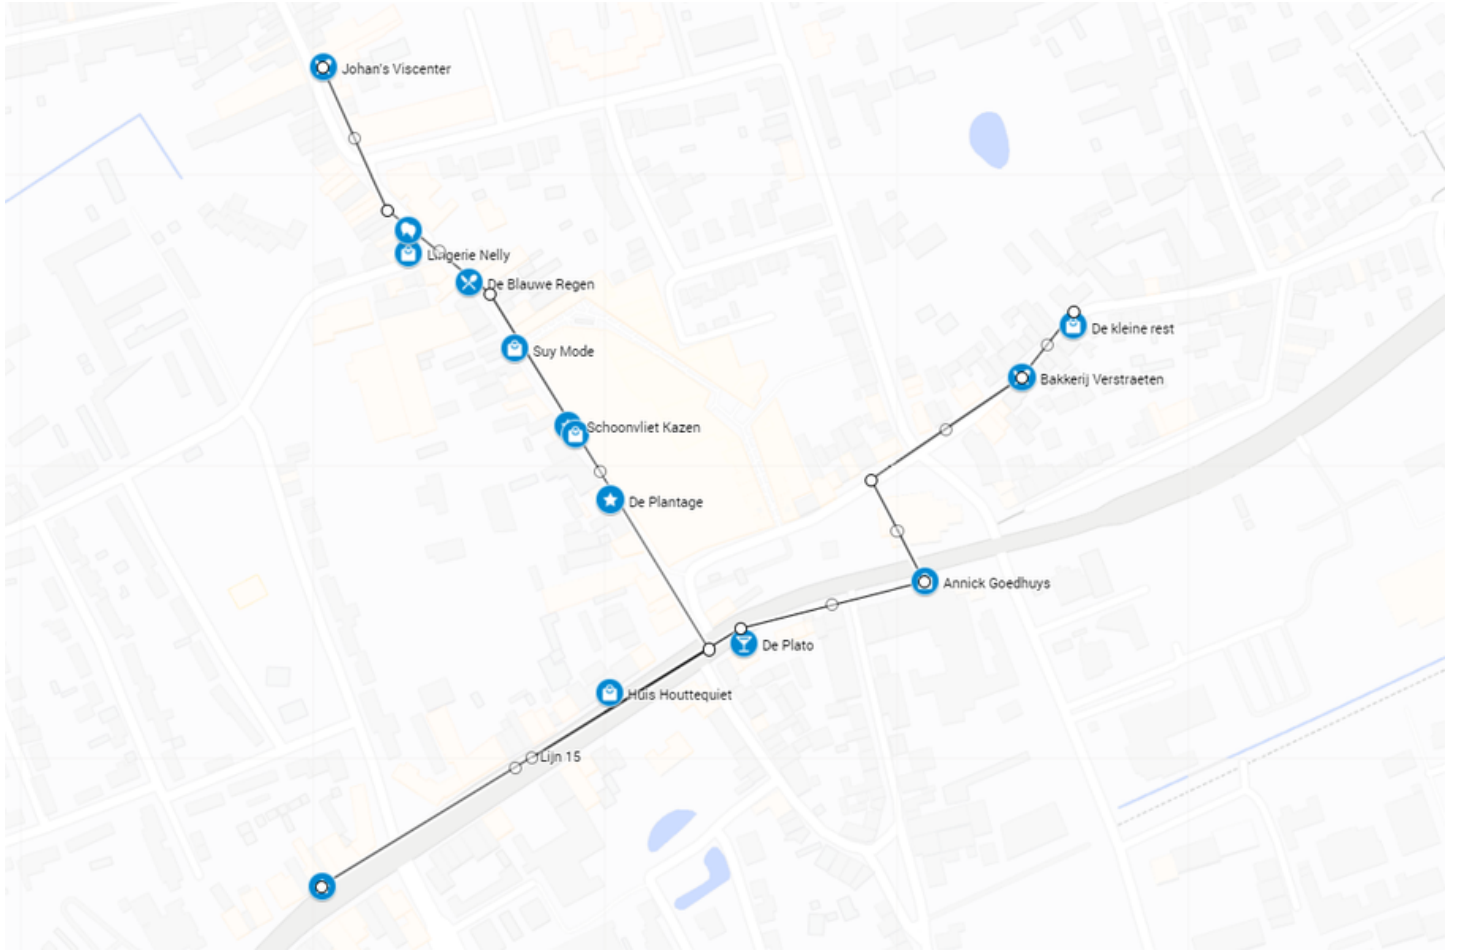 Johan's Viscenter
Lingerie Nelly
De Blauwe Regen
De kleine rest
Suy Mode
Bakkerij Verstraeten
Schoonvliet Kazen
De Plantage
Annick Goedhuys
De Plato
Huis Houttequiet
Lijn 15